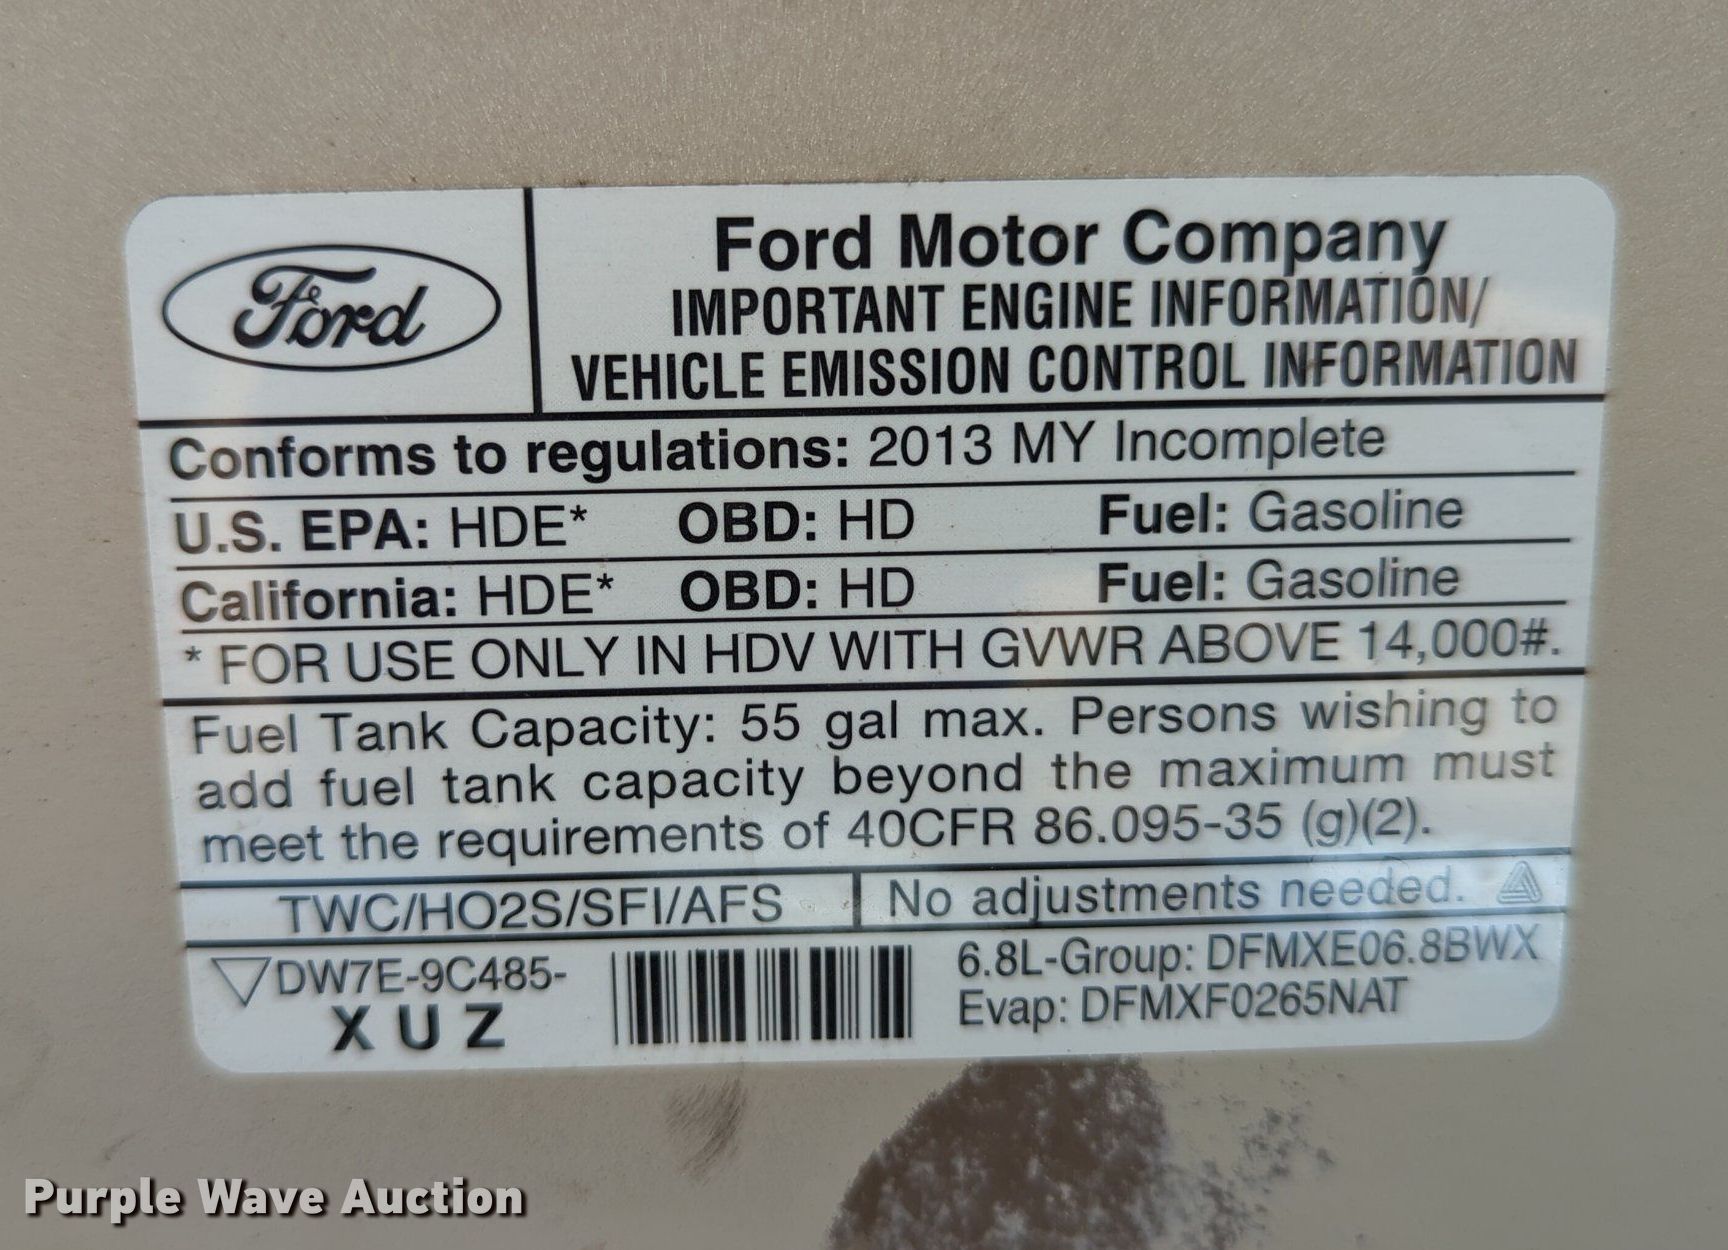 Ford
Ford Motor Company
IMPORTANT ENGINE INFORMATION/
VEHICLE EMISSION CONTROL INFORMATION
Conforms to regulations: 2013 MY Incomplete
U.S. EPA: HDE* OBD: HD Fuel: Gasoline
California: HDE* OBD: HD Fuel: Gasoline
* FOR USE ONLY IN HDV WITH GVWR ABOVE 14,000#.
Fuel Tank Capacity: 55 gal max. Persons wishing to
add fuel tank capacity beyond the maximum must
meet the requirements of 40CFR 86.095-35 (g)(2).
TWC/HO2S/SFI/AFS No adjustments needed.
DW7E-9C485-
XUZ
6.8L-Group: DFMXE06.8BWX
Evap: DFMXF0265NAT
Purple Wave Auction